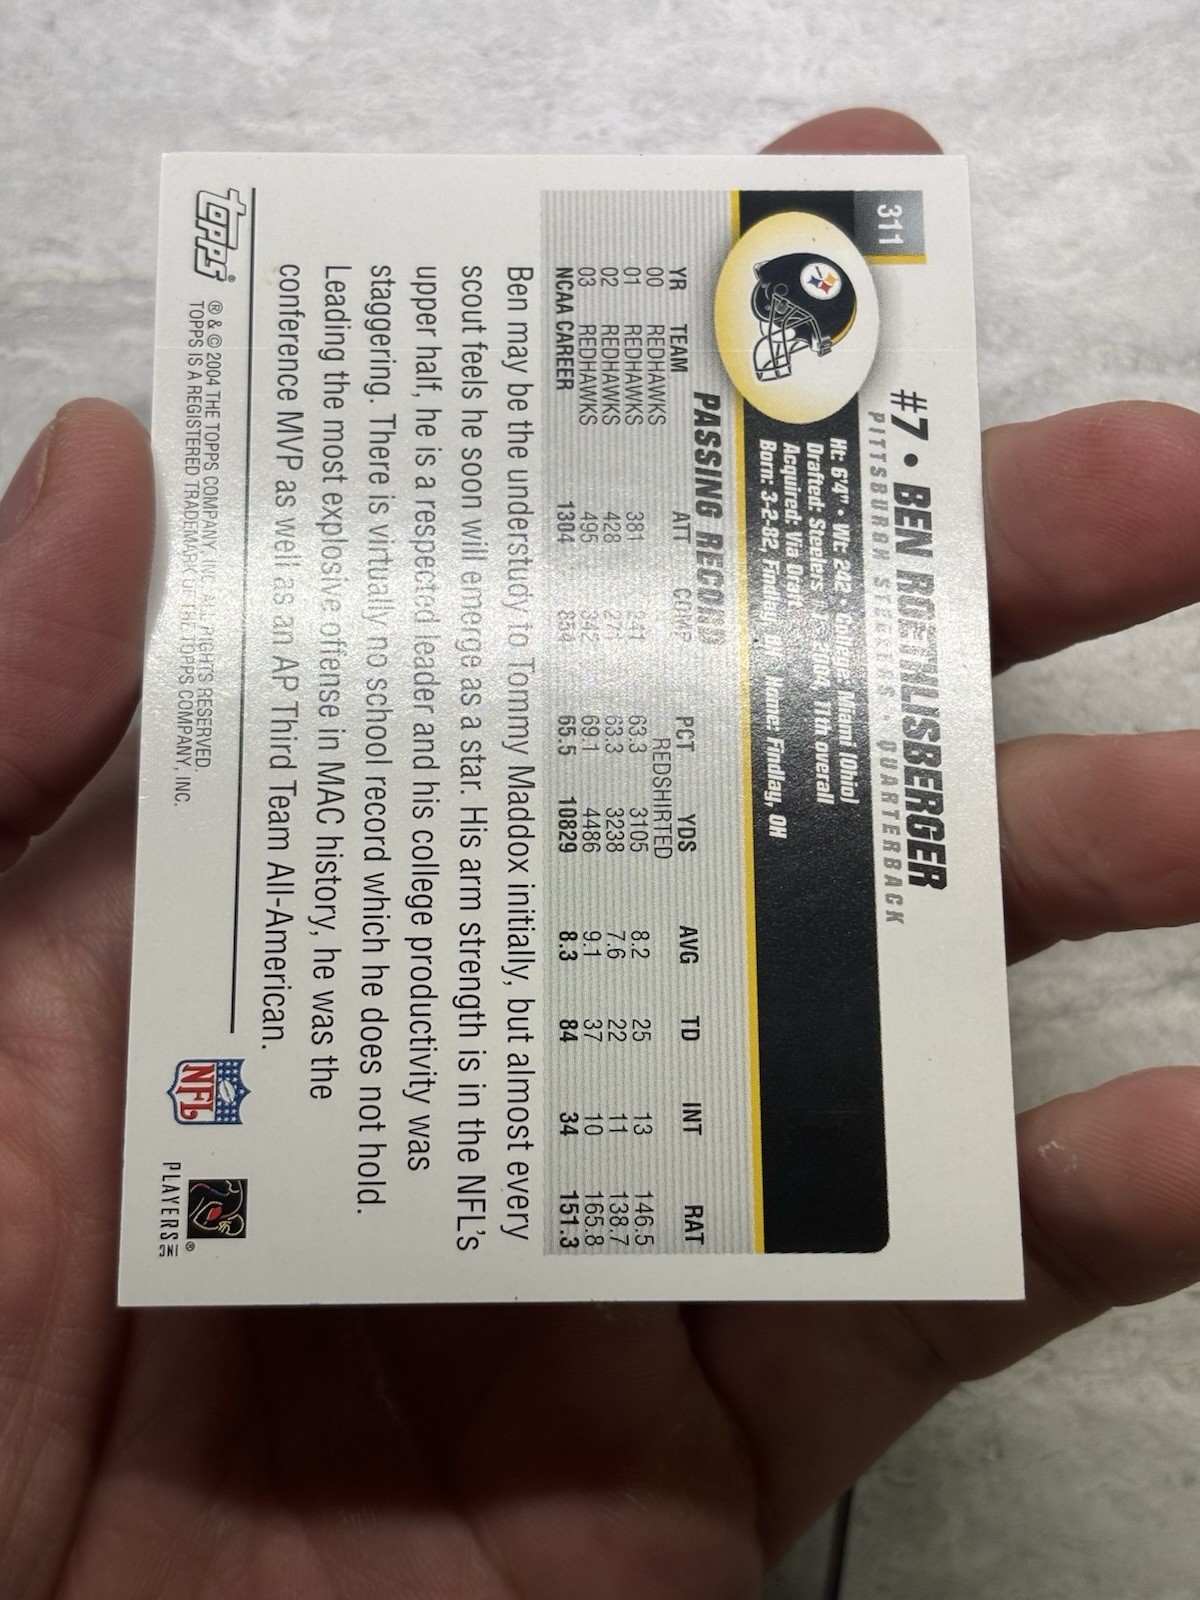 311
#7 • BEN ROETHLISBERGER
PITTSBURGH STEELERS • QUARTERBACK
Ht: 6'4" • Wt: 242 • College: Miami (Ohio)
Drafted: Steelers 2004, 11th overall
Acquired: Via Draft
Born: 3-2-82, Findlay, OH Home: Findlay, OH
PASSING RECORD
YR TEAM ATT COMP PCT YDS AVG TD INT RAT
00 REDHAWKS REDSHIRTED
01 REDHAWKS 381 241 63.3 3105 8.2 25 13 146.5
02 REDHAWKS 428 271 63.3 3238 7.6 22 11 138.7
03 REDHAWKS 495 342 69.1 4486 9.1 37 10 165.8
NCAA CAREER 1304 854 65.5 10829 8.3 84 34 151.3
Ben may be the understudy to Tommy Maddox initially, but almost every
scout feels he soon will emerge as a star. His arm strength is in the NFL's
upper half, he is a respected leader and his college productivity was
staggering. There is virtually no school record which he does not hold.
Leading the most explosive offense in MAC history, he was the
conference MVP as well as an AP Third Team All-American.
topps®
® & © 2004 THE TOPPS COMPANY, INC. ALL RIGHTS RESERVED.
TOPPS IS A REGISTERED TRADEMARK OF THE TOPPS COMPANY, INC.
NFL
PLAYERS INC ®